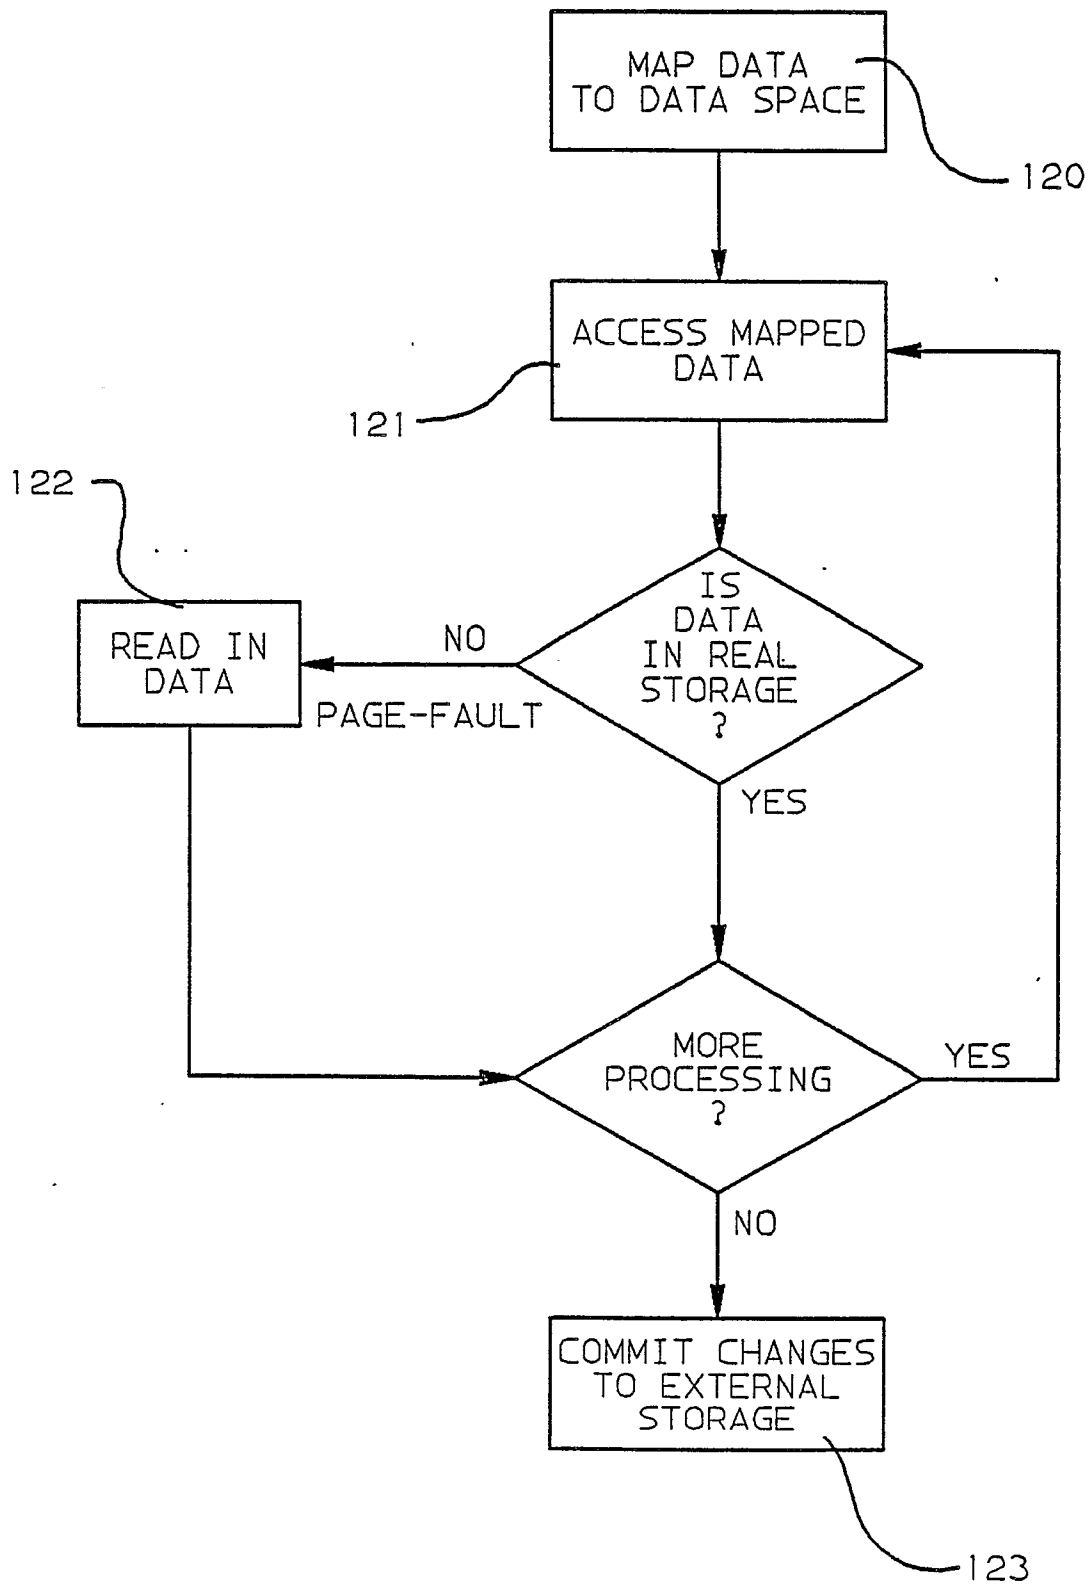 MAP DATA
TO DATA SPACE
120
ACCESS MAPPED
DATA
121
122
IS
DATA
IN REAL
STORAGE
?
NO
READ IN
DATA
PAGE-FAULT
YES
MORE
PROCESSING
?
YES
NO
COMMIT CHANGES
TO EXTERNAL
STORAGE
123